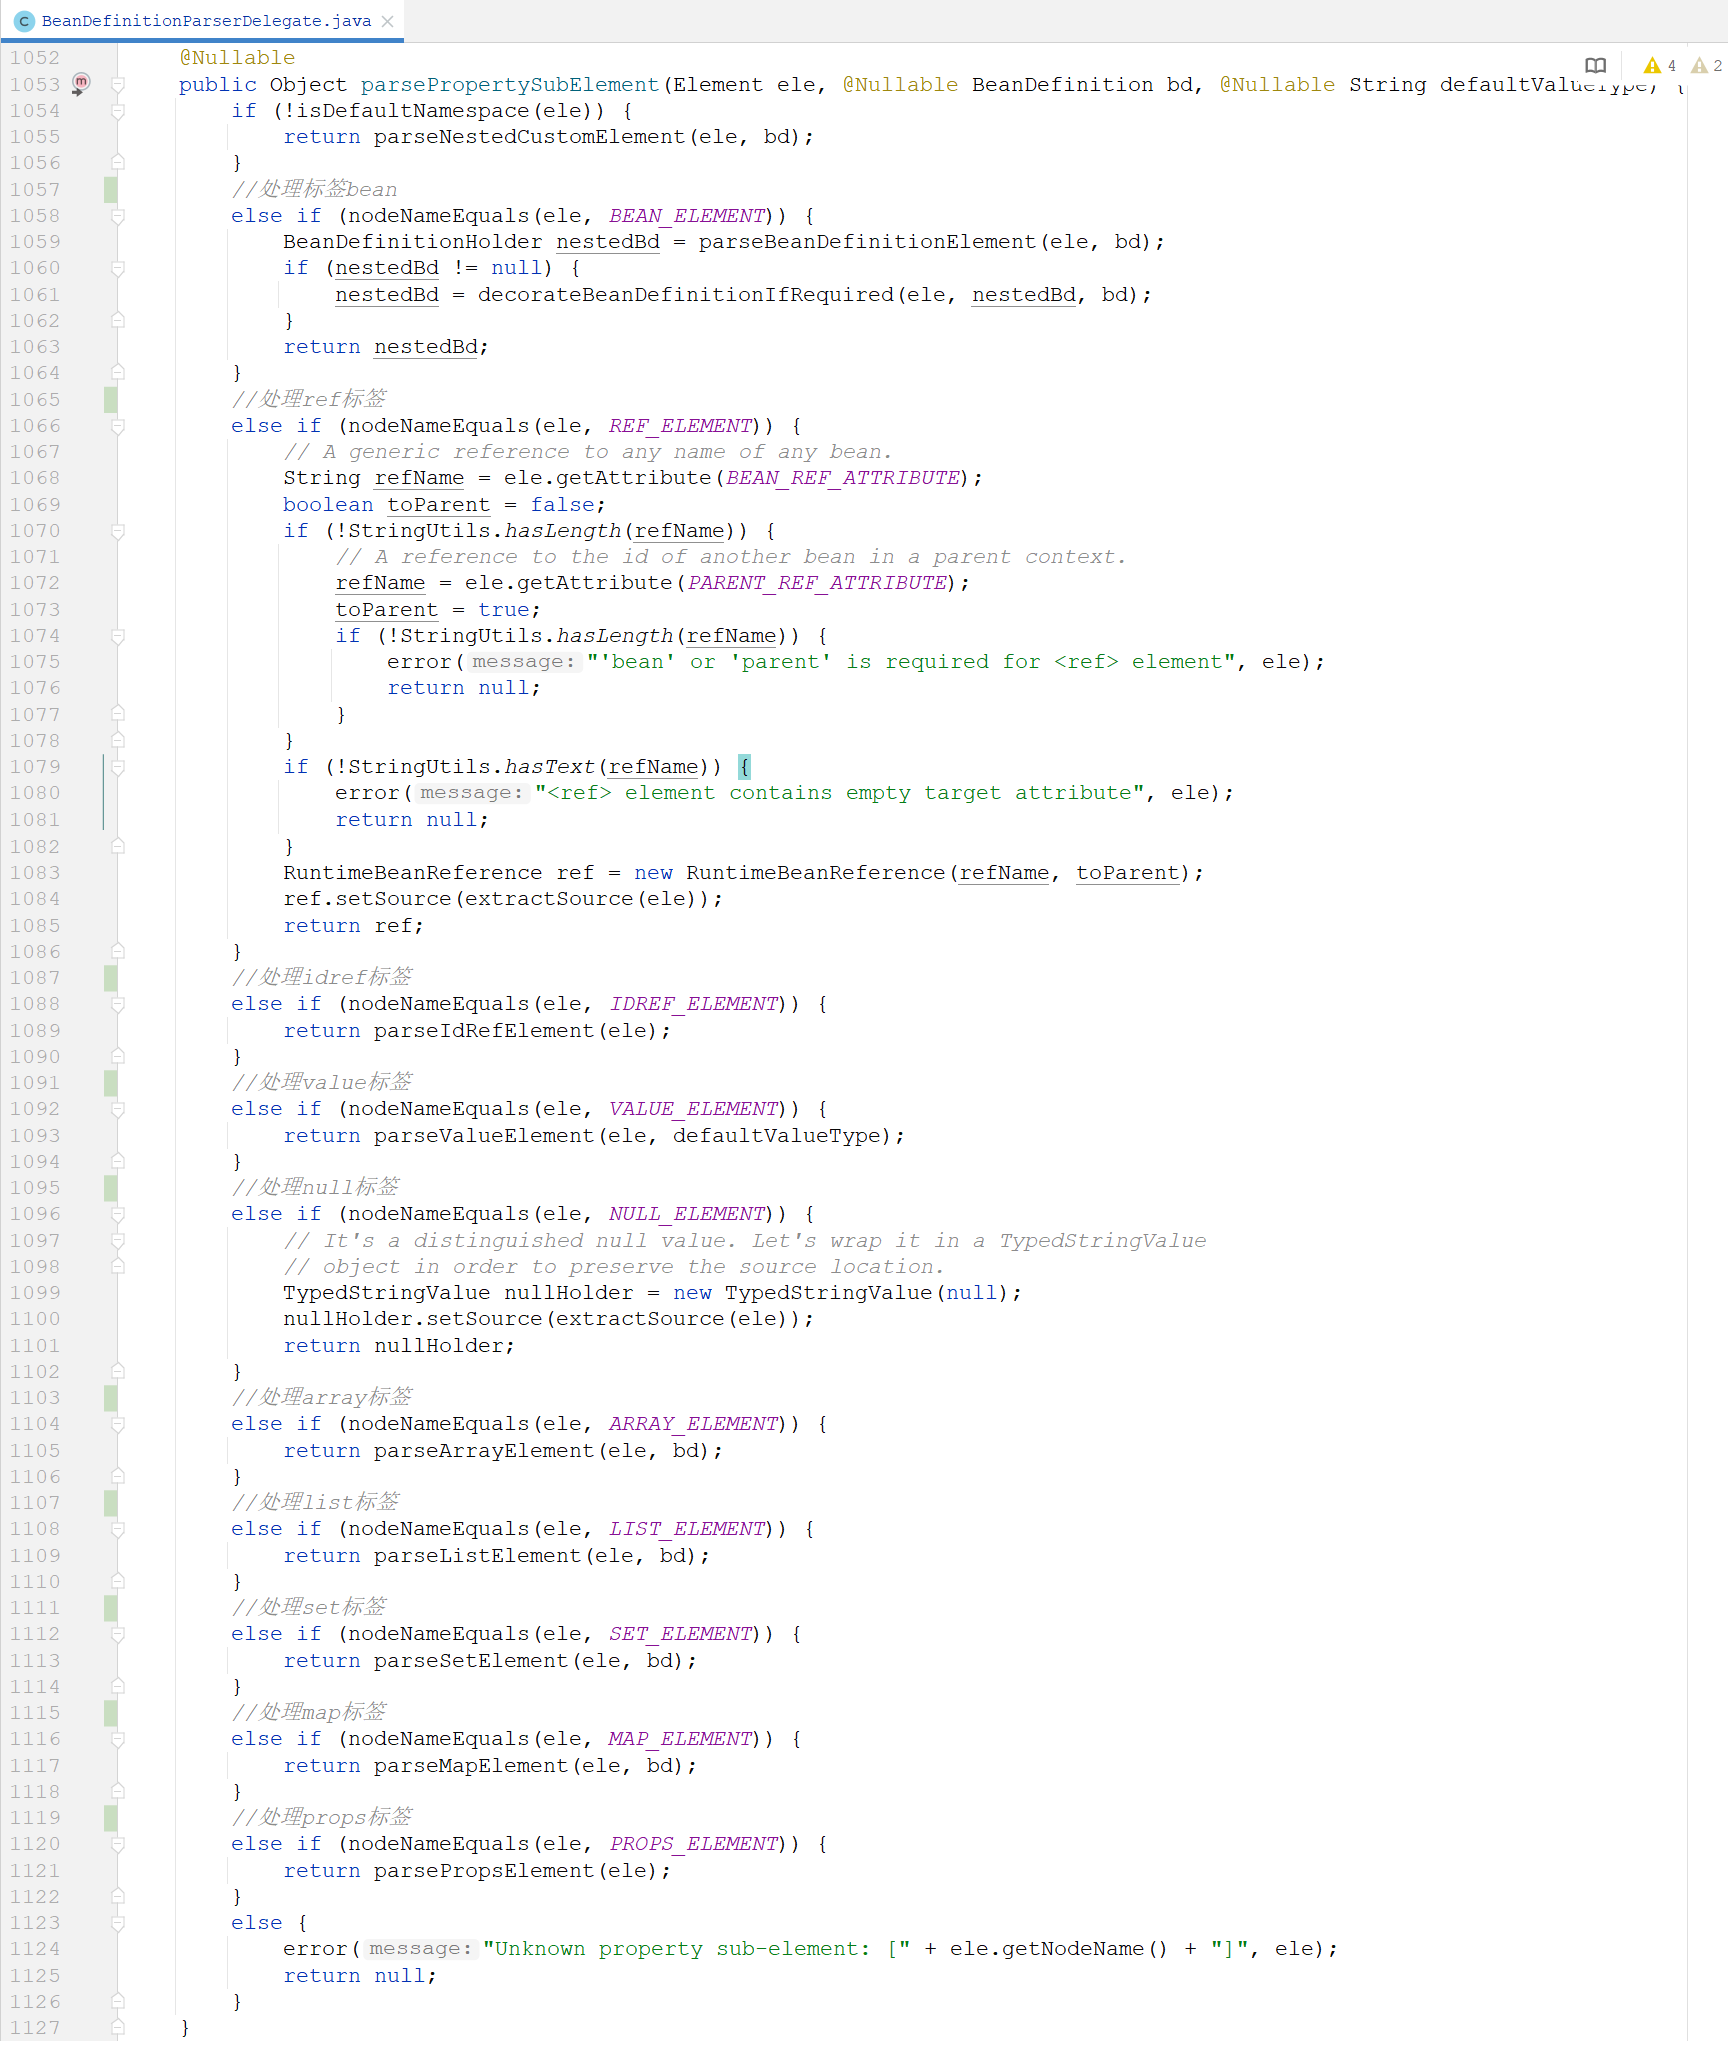 BeanDefinitionParserDelegate.java
4 2
1052 @Nullable
1053 public Object parsePropertySubElement(Element ele, @Nullable BeanDefinition bd, @Nullable String defaultValueType) {
1054 if (!isDefaultNamespace(ele)) {
1055 return parseNestedCustomElement(ele, bd);
1056 }
1057 //处理标签bean
1058 else if (nodeNameEquals(ele, BEAN_ELEMENT)) {
1059 BeanDefinitionHolder nestedBd = parseBeanDefinitionElement(ele, bd);
1060 if (nestedBd != null) {
1061 nestedBd = decorateBeanDefinitionIfRequired(ele, nestedBd, bd);
1062 }
1063 return nestedBd;
1064 }
1065 //处理ref标签
1066 else if (nodeNameEquals(ele, REF_ELEMENT)) {
1067 // A generic reference to any name of any bean.
1068 String refName = ele.getAttribute(BEAN_REF_ATTRIBUTE);
1069 boolean toParent = false;
1070 if (!StringUtils.hasLength(refName)) {
1071 // A reference to the id of another bean in a parent context.
1072 refName = ele.getAttribute(PARENT_REF_ATTRIBUTE);
1073 toParent = true;
1074 if (!StringUtils.hasLength(refName)) {
1075 error( message: "'bean' or 'parent' is required for <ref> element", ele);
1076 return null;
1077 }
1078 }
1079 if (!StringUtils.hasText(refName)) {
1080 error( message: "<ref> element contains empty target attribute", ele);
1081 return null;
1082 }
1083 RuntimeBeanReference ref = new RuntimeBeanReference(refName, toParent);
1084 ref.setSource(extractSource(ele));
1085 return ref;
1086 }
1087 //处理idref标签
1088 else if (nodeNameEquals(ele, IDREF_ELEMENT)) {
1089 return parseIdRefElement(ele);
1090 }
1091 //处理value标签
1092 else if (nodeNameEquals(ele, VALUE_ELEMENT)) {
1093 return parseValueElement(ele, defaultValueType);
1094 }
1095 //处理null标签
1096 else if (nodeNameEquals(ele, NULL_ELEMENT)) {
1097 // It's a distinguished null value. Let's wrap it in a TypedStringValue
1098 // object in order to preserve the source location.
1099 TypedStringValue nullHolder = new TypedStringValue(null);
1100 nullHolder.setSource(extractSource(ele));
1101 return nullHolder;
1102 }
1103 //处理array标签
1104 else if (nodeNameEquals(ele, ARRAY_ELEMENT)) {
1105 return parseArrayElement(ele, bd);
1106 }
1107 //处理list标签
1108 else if (nodeNameEquals(ele, LIST_ELEMENT)) {
1109 return parseListElement(ele, bd);
1110 }
1111 //处理set标签
1112 else if (nodeNameEquals(ele, SET_ELEMENT)) {
1113 return parseSetElement(ele, bd);
1114 }
1115 //处理map标签
1116 else if (nodeNameEquals(ele, MAP_ELEMENT)) {
1117 return parseMapElement(ele, bd);
1118 }
1119 //处理props标签
1120 else if (nodeNameEquals(ele, PROPS_ELEMENT)) {
1121 return parsePropsElement(ele);
1122 }
1123 else {
1124 error( message: "Unknown property sub-element: [" + ele.getNodeName() + "]", ele);
1125 return null;
1126 }
1127 }